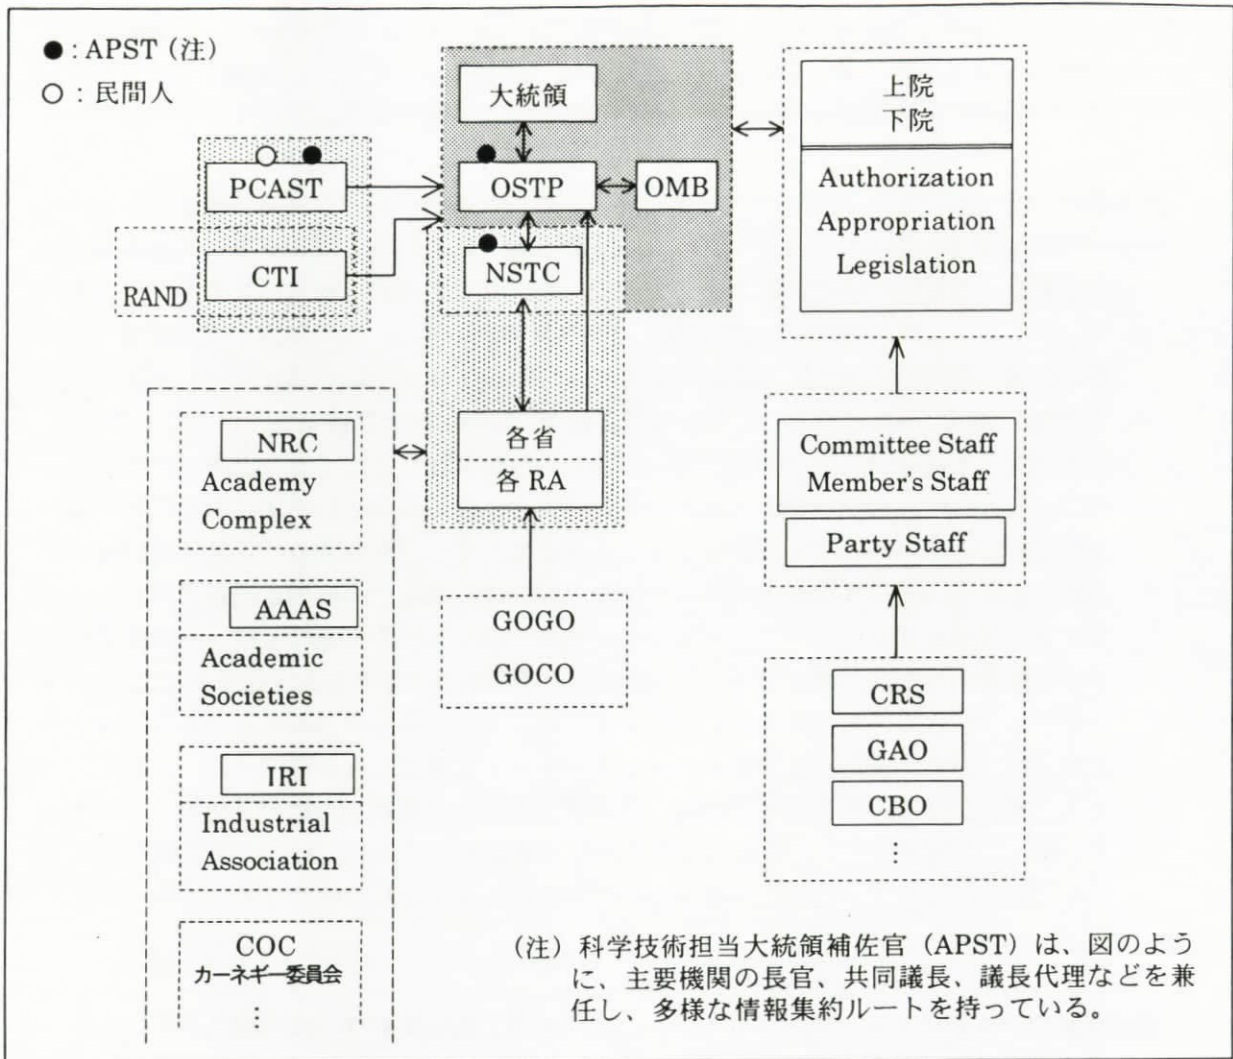 ●:APST(注)
○:民間人
大統領
PCAST
OSTP
OMB
CTI
RAND
NSTC
上院
下院
Authorization
Appropriation
Legislation
NRC
Academy
Complex
各省
各RA
Committee Staff
Member's Staff
Party Staff
AAAS
Academic
Societies
GOGO
GOCO
CRS
GAO
CBO
⋮
IRI
Industrial
Association
COC
カーネギー委員会
⋮
(注)科学技術担当大統領補佐官(APST)は、図のよう
に、主要機関の長官、共同議長、議長代理などを兼
任し、多様な情報集約ルートを持っている。